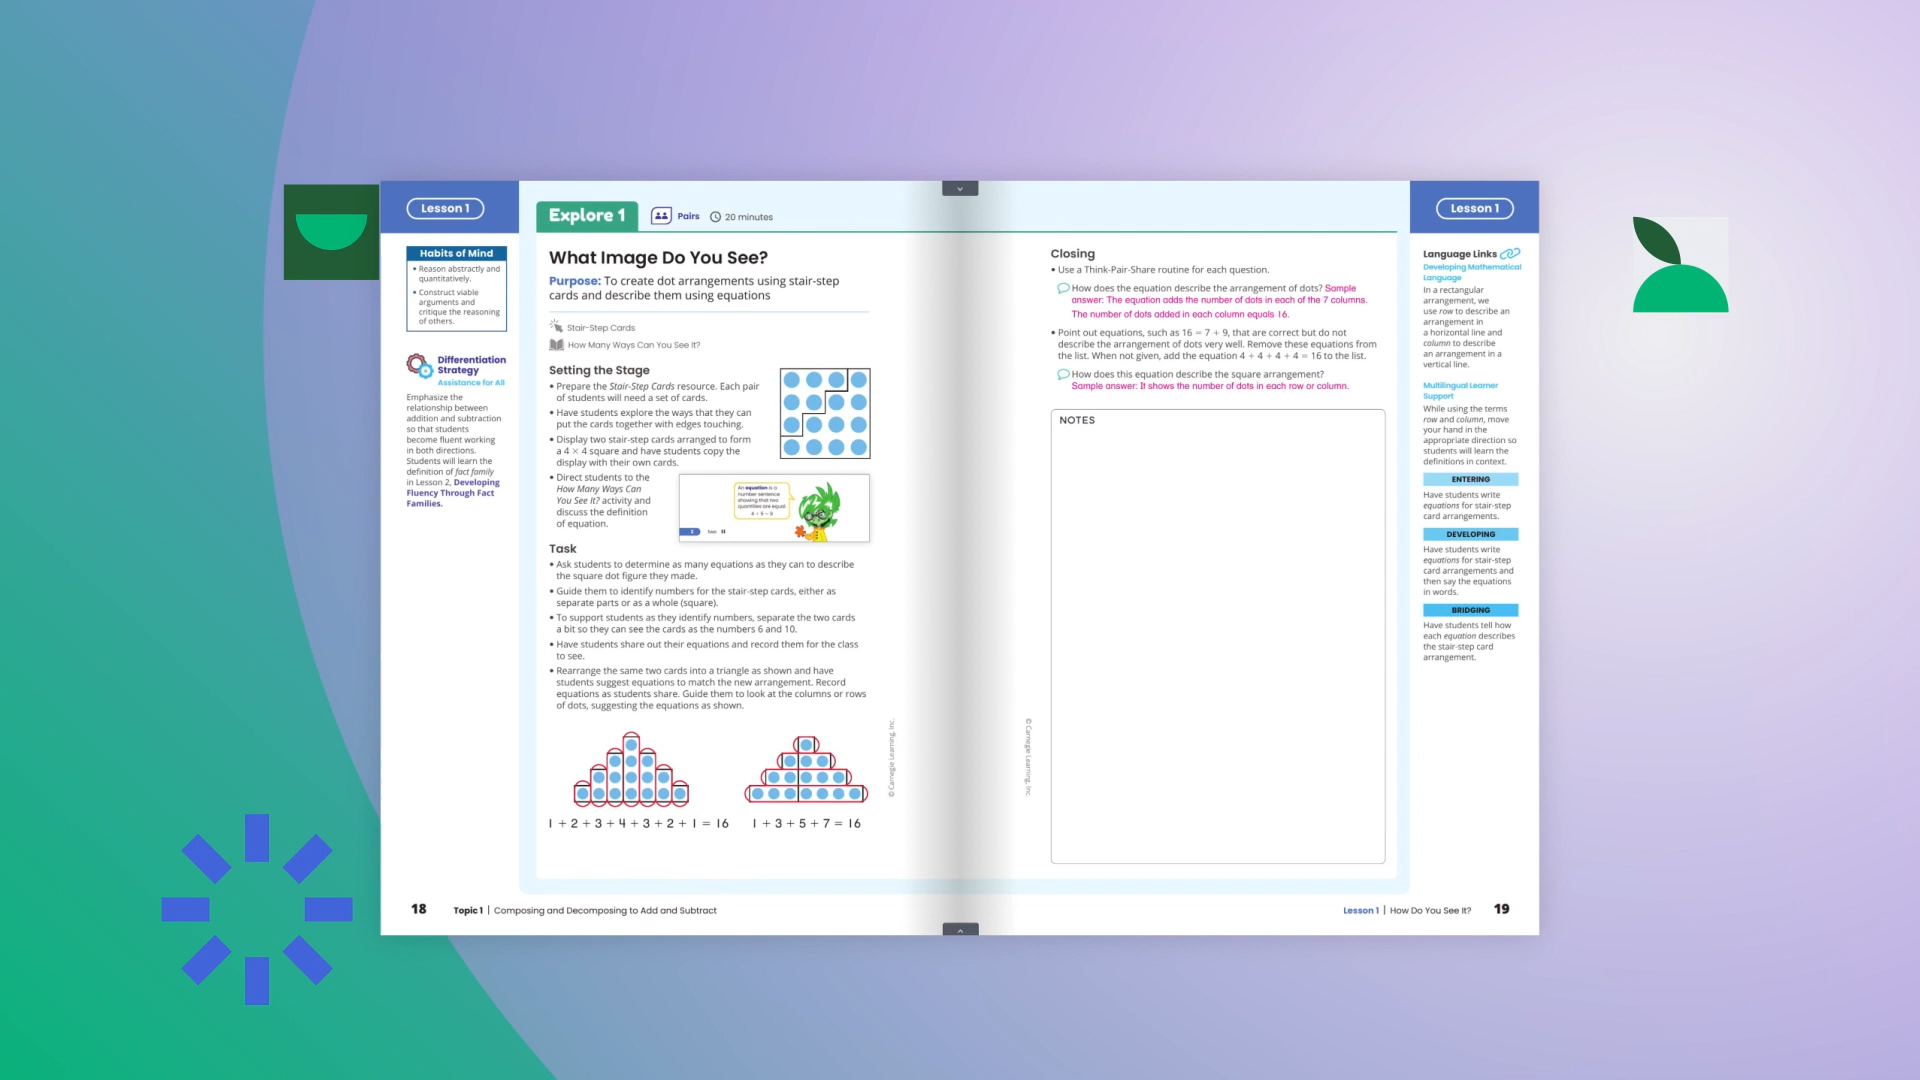 Lesson 1
Habits of Mind
• Reason abstractly and
quantitatively.
• Construct viable
arguments and
critique the reasoning
of others.
Differentiation
Strategy
Assistance for All
Emphasize the
relationship between
addition and subtraction
so that students
become fluent working
in both directions.
Students will learn the
definition of fact family
in Lesson 2, Developing
Fluency Through Fact
Families.
Explore 1
Pairs
20 minutes
What Image Do You See?
Purpose: To create dot arrangements using stair-step
cards and describe them using equations
Stair-Step Cards
How Many Ways Can You See It?
Setting the Stage
• Prepare the Stair-Step Cards resource. Each pair
of students will need a set of cards.
• Have students explore the ways that they can
put the cards together with edges touching.
• Display two stair-step cards arranged to form
a 4 × 4 square and have students copy the
display with their own cards.
• Direct students to the
How Many Ways Can
You See It? activity and
discuss the definition
of equation.
An equation is a
number sentence
showing that two
quantities are equal.
4 + 5 = 9
Task
• Ask students to determine as many equations as they can to describe
the square dot figure they made.
• Guide them to identify numbers for the stair-step cards, either as
separate parts or as a whole (square).
• To support students as they identify numbers, separate the two cards
a bit so they can see the cards as the numbers 6 and 10.
• Have students share out their equations and record them for the class
to see.
• Rearrange the same two cards into a triangle as shown and have
students suggest equations to match the new arrangement. Record
equations as students share. Guide them to look at the columns or rows
of dots, suggesting the equations as shown.
1 + 2 + 3 + 4 + 3 + 2 + 1 = 16
1 + 3 + 5 + 7 = 16
© Carnegie Learning, Inc.
18
Topic 1 | Composing and Decomposing to Add and Subtract
Closing
• Use a Think-Pair-Share routine for each question.
How does the equation describe the arrangement of dots? Sample
answer: The equation adds the number of dots in each of the 7 columns.
The number of dots added in each column equals 16.
• Point out equations, such as 16 = 7 + 9, that are correct but do not
describe the arrangement of dots very well. Remove these equations from
the list. When not given, add the equation 4 + 4 + 4 + 4 = 16 to the list.
How does this equation describe the square arrangement?
Sample answer: It shows the number of dots in each row or column.
NOTES
© Carnegie Learning, Inc.
Lesson 1
Language Links
Developing Mathematical
Language
In a rectangular
arrangement, we
use row to describe an
arrangement in
a horizontal line and
column to describe
an arrangement in a
vertical line.
Multilingual Learner
Support
While using the terms
row and column, move
your hand in the
appropriate direction so
students will learn the
definitions in context.
ENTERING
Have students write
equations for stair-step
card arrangements.
DEVELOPING
Have students write
equations for stair-step
card arrangements and
then say the equations
in words.
BRIDGING
Have students tell how
each equation describes
the stair-step card
arrangement.
Lesson 1 | How Do You See It?
19